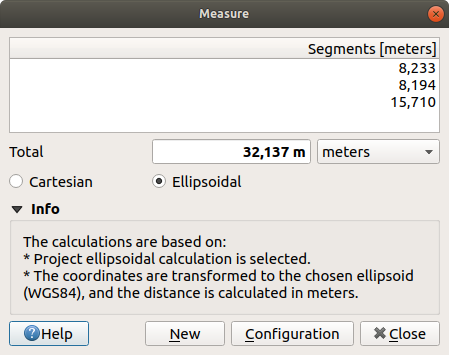 Measure
Segments [meters]
8,233
8,194
15,710
Total 32,137 m meters
Cartesian Ellipsoidal
Info
The calculations are based on:
* Project ellipsoidal calculation is selected.
* The coordinates are transformed to the chosen ellipsoid
(WGS84), and the distance is calculated in meters.
Help New Configuration Close